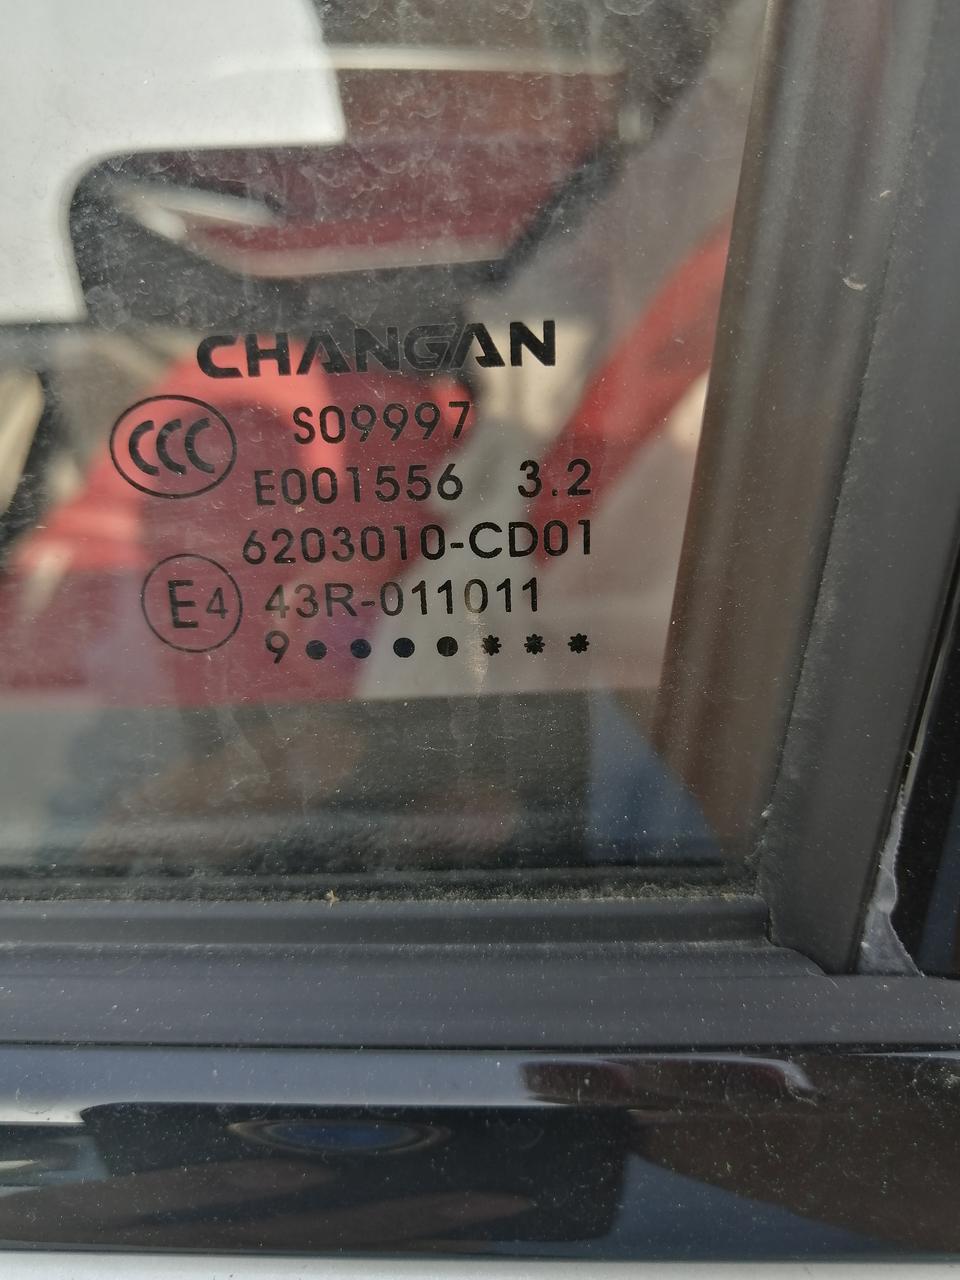 CHANGAN
CCC S09997
E001556 3.2
6203010-CD01
E4 43R-011011
9●●●●✱✱✱